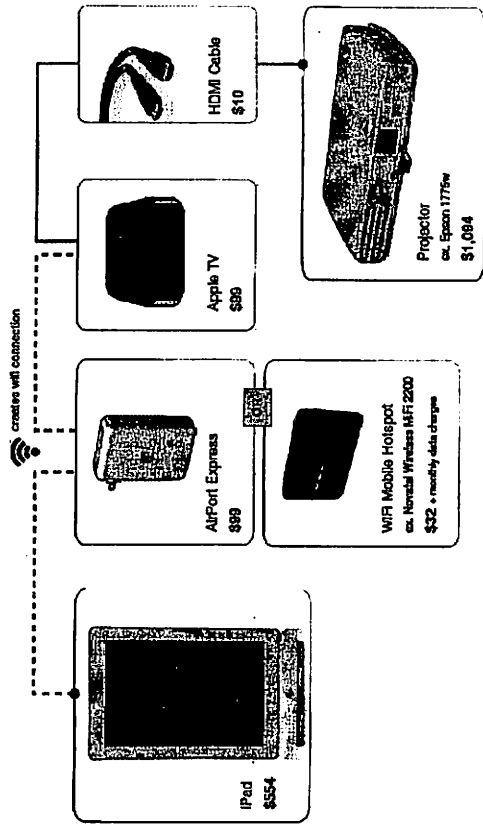 creates wifi connection
iPad
$554
AirPort Express
$99
OR
WiFi Mobile Hotspot
ex. Novatel Wireless MiFi 2200
$32 + monthly data charges
Apple TV
$99
HDMI Cable
$10
Projector
ex. Epson 1775w
$1,094